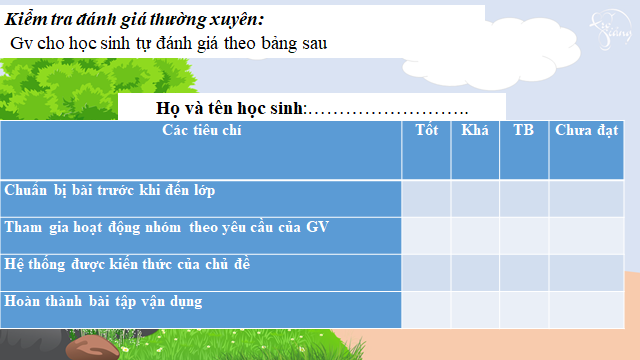 Kiểm tra đánh giá thường xuyên:
Gv cho học sinh tự đánh giá theo bảng sau
Họ và tên học sinh:……………………..
Các tiêu chí Tốt Khá TB Chưa đạt
Chuẩn bị bài trước khi đến lớp
Tham gia hoạt động nhóm theo yêu cầu của GV
Hệ thống được kiến thức của chủ đề
Hoàn thành bài tập vận dụng